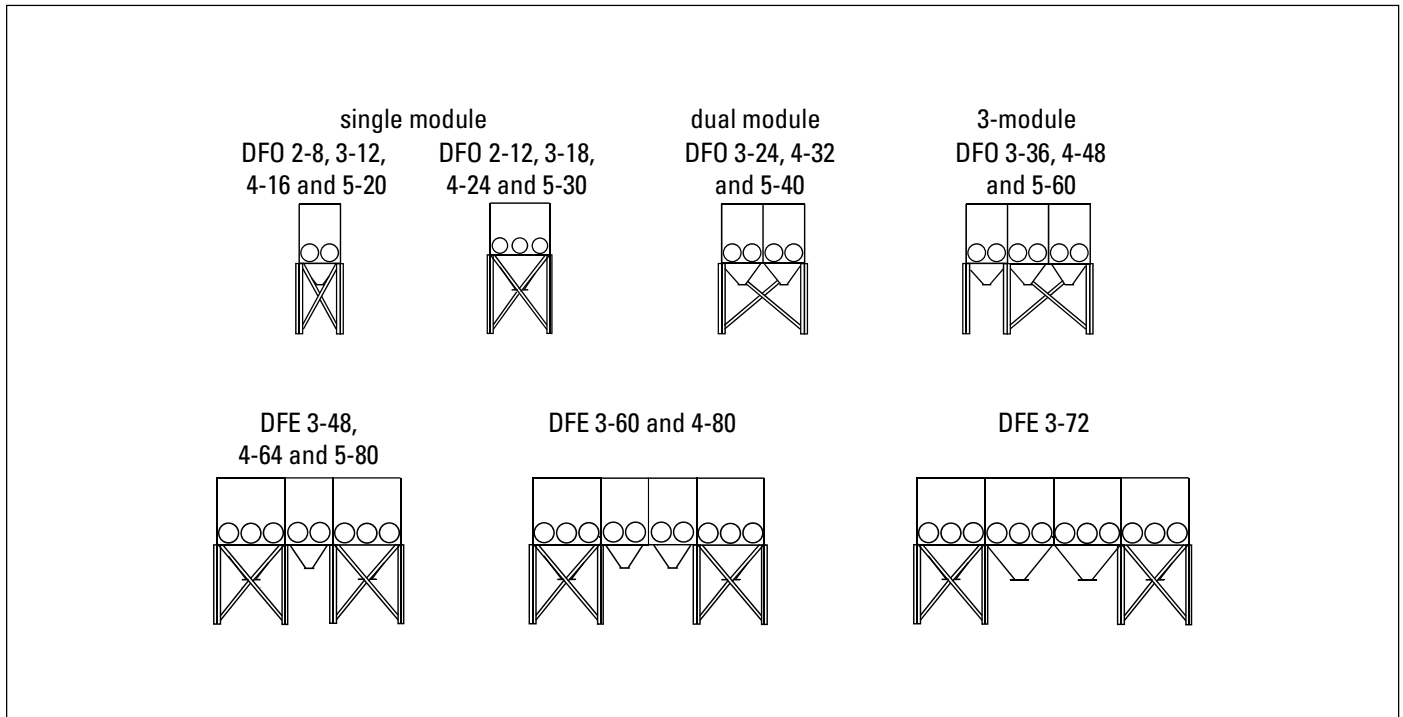 single module
DFO 2-8, 3-12,
4-16 and 5-20
DFO 2-12, 3-18,
4-24 and 5-30
dual module
DFO 3-24, 4-32
and 5-40
3-module
DFO 3-36, 4-48
and 5-60
DFE 3-48,
4-64 and 5-80
DFE 3-60 and 4-80
DFE 3-72